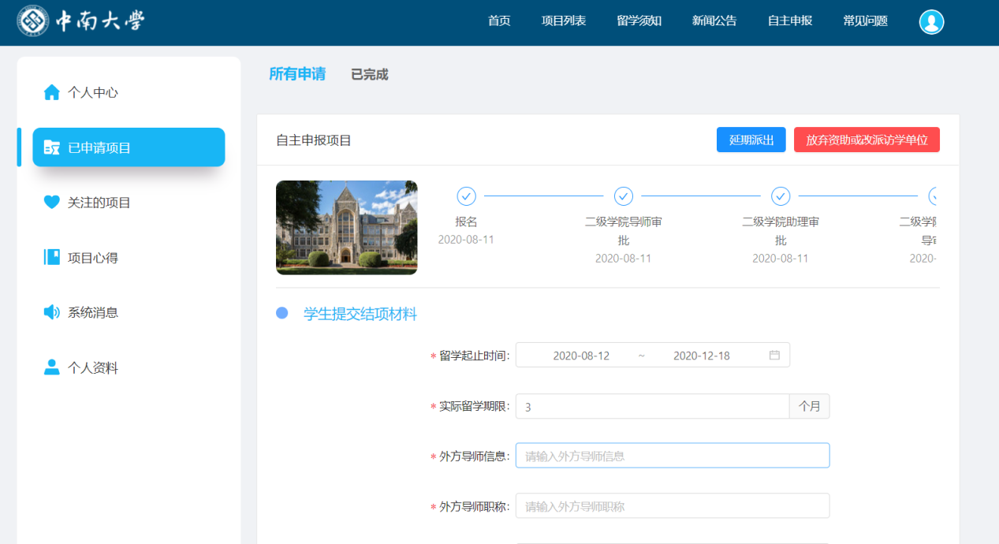 中南大学
首页 项目列表 留学须知 新闻公告 自主申报 常见问题
个人中心
已申请项目
关注的项目
项目心得
系统消息
个人资料
所有申请 已完成
自主申报项目 延期派出 放弃资助或改派访学单位
报名
2020-08-11
二级学院导师审
批
2020-08-11
二级学院助理审
批
2020-08-11
二级学
导
2020-
学生提交结项材料
* 留学起止时间: 2020-08-12 ~ 2020-12-18
* 实际留学期限: 3 个月
* 外方导师信息: 请输入外方导师信息
* 外方导师职称: 请输入外方导师职称